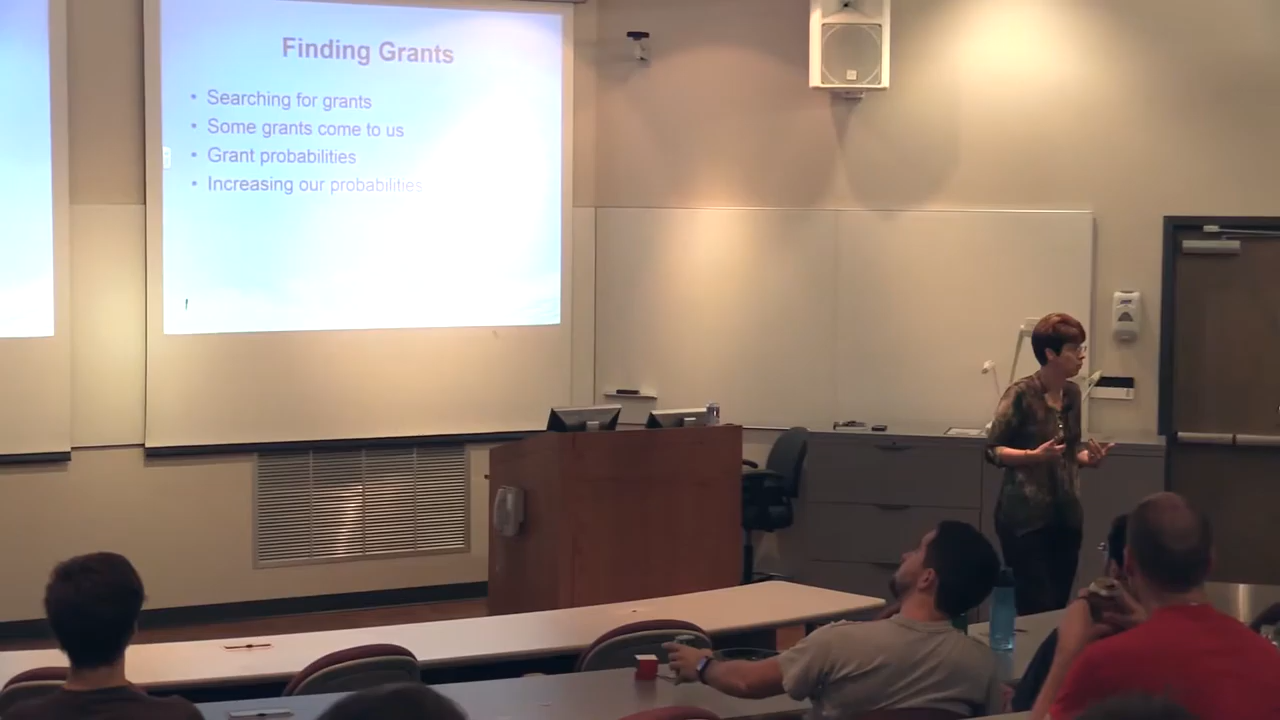 Finding Grants
• Searching for grants
• Some grants come to us
• Grant probabilities
• Increasing our probabilities